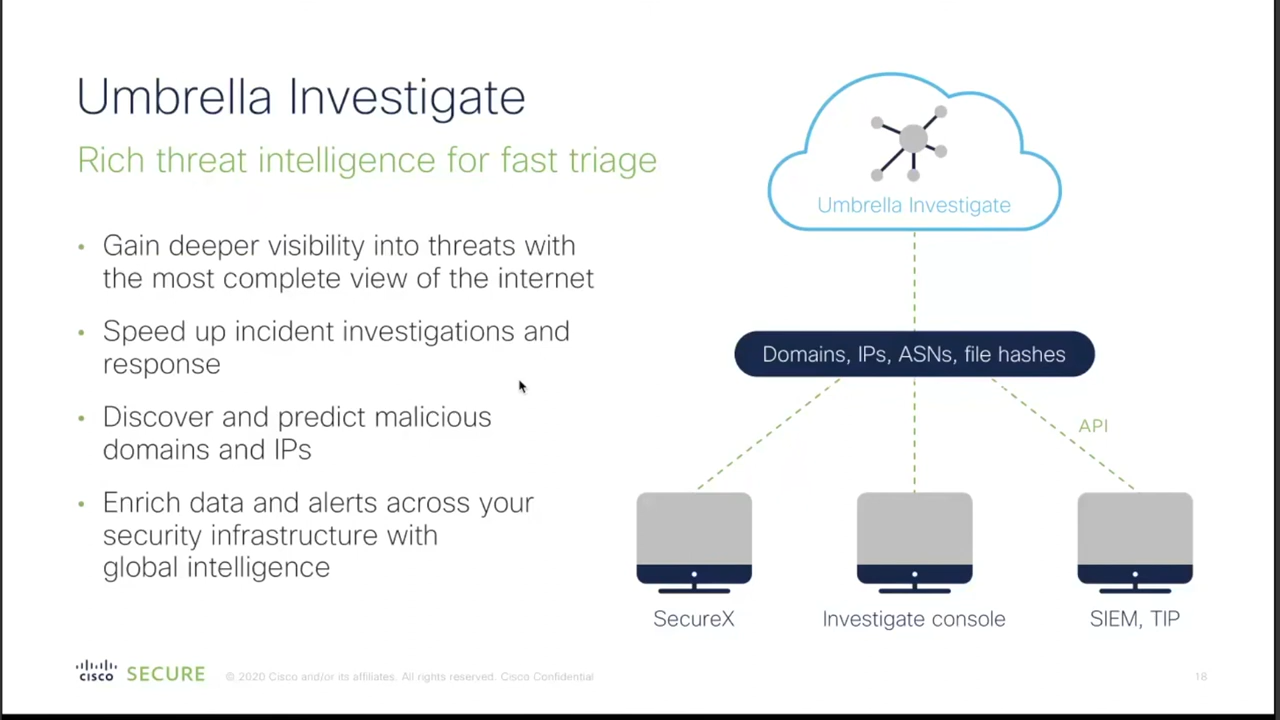 Umbrella Investigate
Rich threat intelligence for fast triage
• Gain deeper visibility into threats with
the most complete view of the internet
• Speed up incident investigations and
response
• Discover and predict malicious
domains and IPs
• Enrich data and alerts across your
security infrastructure with
global intelligence
Umbrella Investigate
Domains, IPs, ASNs, file hashes
API
SecureX
Investigate console
SIEM, TIP
CISCO SECURE © 2020 Cisco and/or its affiliates. All rights reserved. Cisco Confidential
18